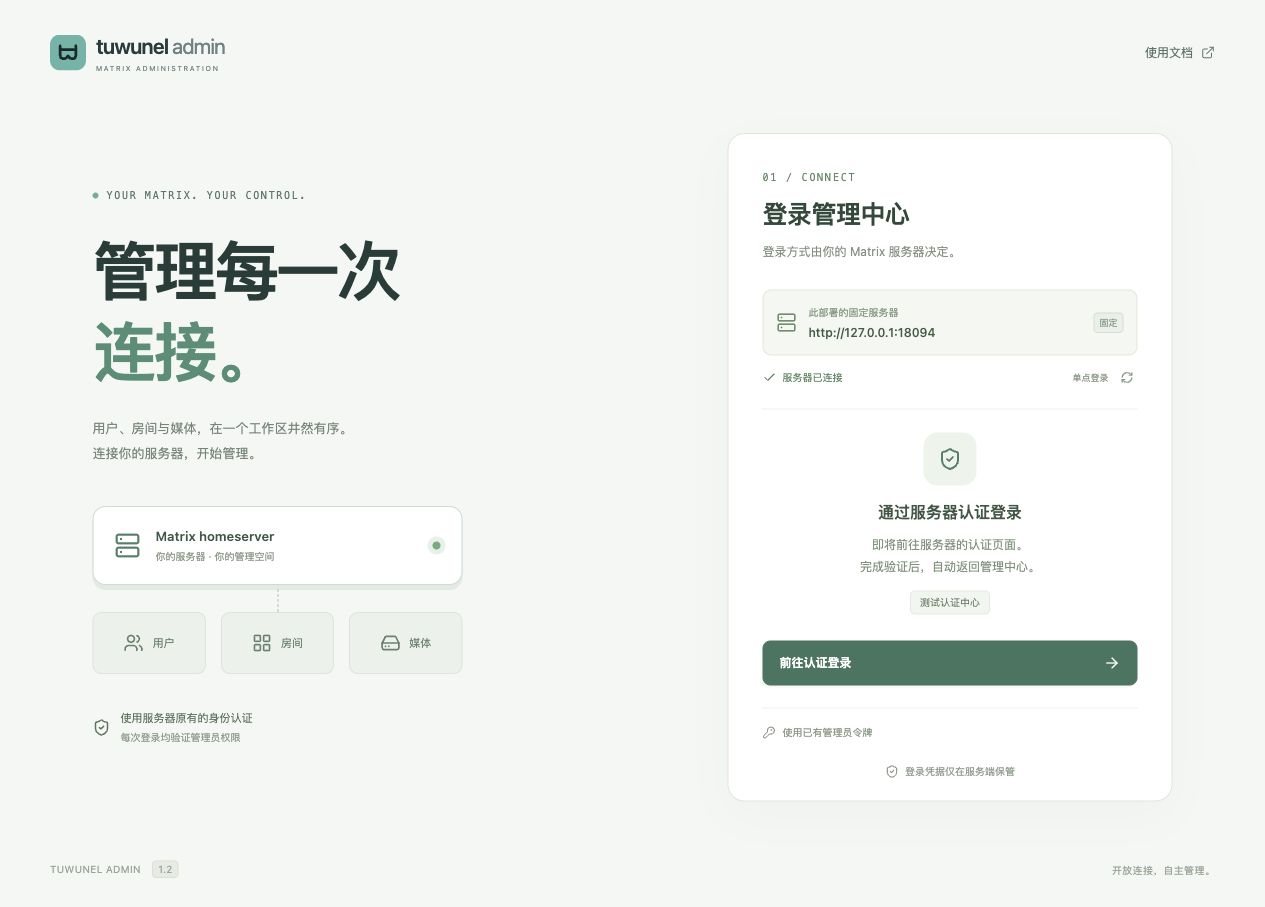 tuwunel admin
MATRIX ADMINISTRATION
使用文档
YOUR MATRIX. YOUR CONTROL.
管理每一次
连接。
用户、房间与媒体，在一个工作区井然有序。
连接你的服务器，开始管理。
Matrix homeserver
你的服务器 · 你的管理空间
用户
房间
媒体
使用服务器原有的身份认证
每次登录均验证管理员权限
01 / CONNECT
登录管理中心
登录方式由你的 Matrix 服务器决定。
此部署的固定服务器
http://127.0.0.1:18094
固定
服务器已连接
单点登录
通过服务器认证登录
即将前往服务器的认证页面。
完成验证后，自动返回管理中心。
测试认证中心
前往认证登录
使用已有管理员令牌
登录凭据仅在服务端保管
TUWUNEL ADMIN 1.2
开放连接，自主管理。